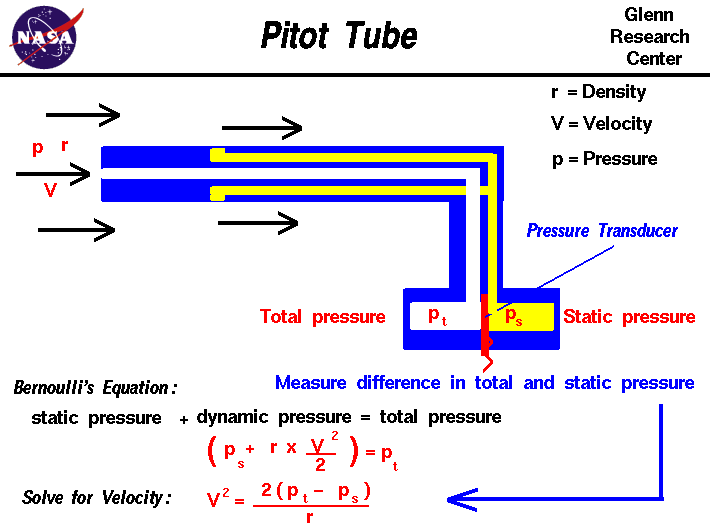 NASA
Pitot Tube
Glenn
Research
Center
r = Density
V = Velocity
p = Pressure
p r
V
Pressure Transducer
Total pressure
pt
ps
Static pressure
Measure difference in total and static pressure
Bernoulli's Equation :
static pressure + dynamic pressure = total pressure
( ps + r x V²/2 ) = pt
Solve for Velocity :
V² = 2 ( pt – ps ) / r